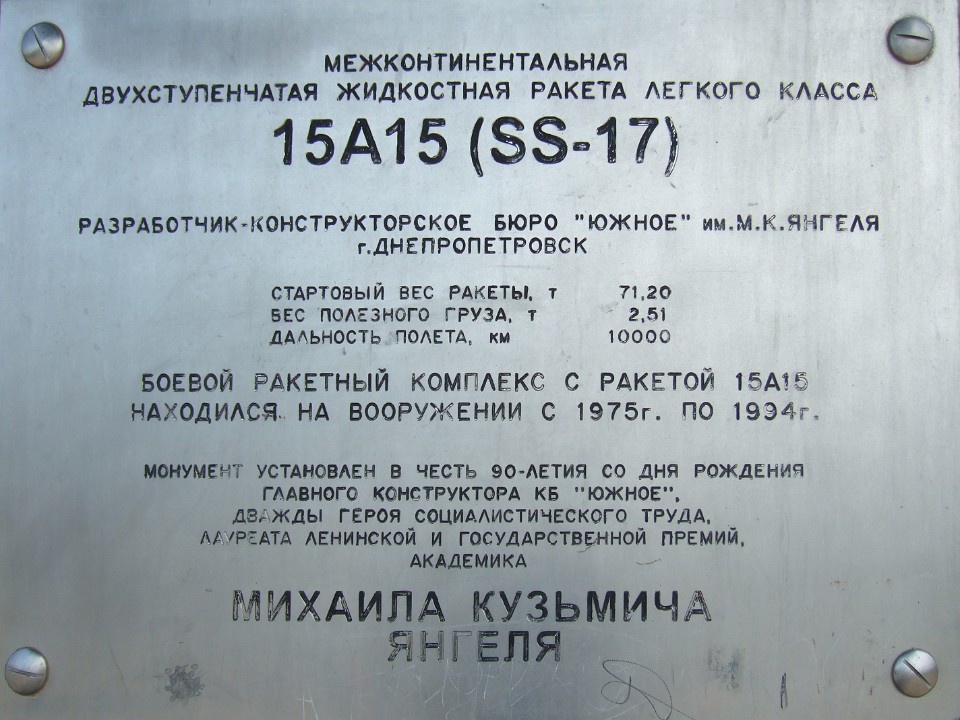 МЕЖКОНТИНЕНТАЛЬНАЯ
ДВУХСТУПЕНЧАТАЯ ЖИДКОСТНАЯ РАКЕТА ЛЕГКОГО КЛАССА
15А15 (SS-17)
РАЗРАБОТЧИК-КОНСТРУКТОРСКОЕ БЮРО "ЮЖНОЕ" им.М.К.ЯНГЕЛЯ
г.ДНЕПРОПЕТРОВСК
СТАРТОВЫЙ ВЕС РАКЕТЫ, т 71,20
ВЕС ПОЛЕЗНОГО ГРУЗА, т 2,51
ДАЛЬНОСТЬ ПОЛЕТА, км 10000
БОЕВОЙ РАКЕТНЫЙ КОМПЛЕКС С РАКЕТОЙ 15А15
НАХОДИЛСЯ НА ВООРУЖЕНИИ С 1975г. ПО 1994г.
МОНУМЕНТ УСТАНОВЛЕН В ЧЕСТЬ 90-ЛЕТИЯ СО ДНЯ РОЖДЕНИЯ
ГЛАВНОГО КОНСТРУКТОРА КБ "ЮЖНОЕ",
ДВАЖДЫ ГЕРОЯ СОЦИАЛИСТИЧЕСКОГО ТРУДА,
ЛАУРЕАТА ЛЕНИНСКОЙ И ГОСУДАРСТВЕННОЙ ПРЕМИЙ,
АКАДЕМИКА
МИХАИЛА КУЗЬМИЧА
ЯНГЕЛЯ